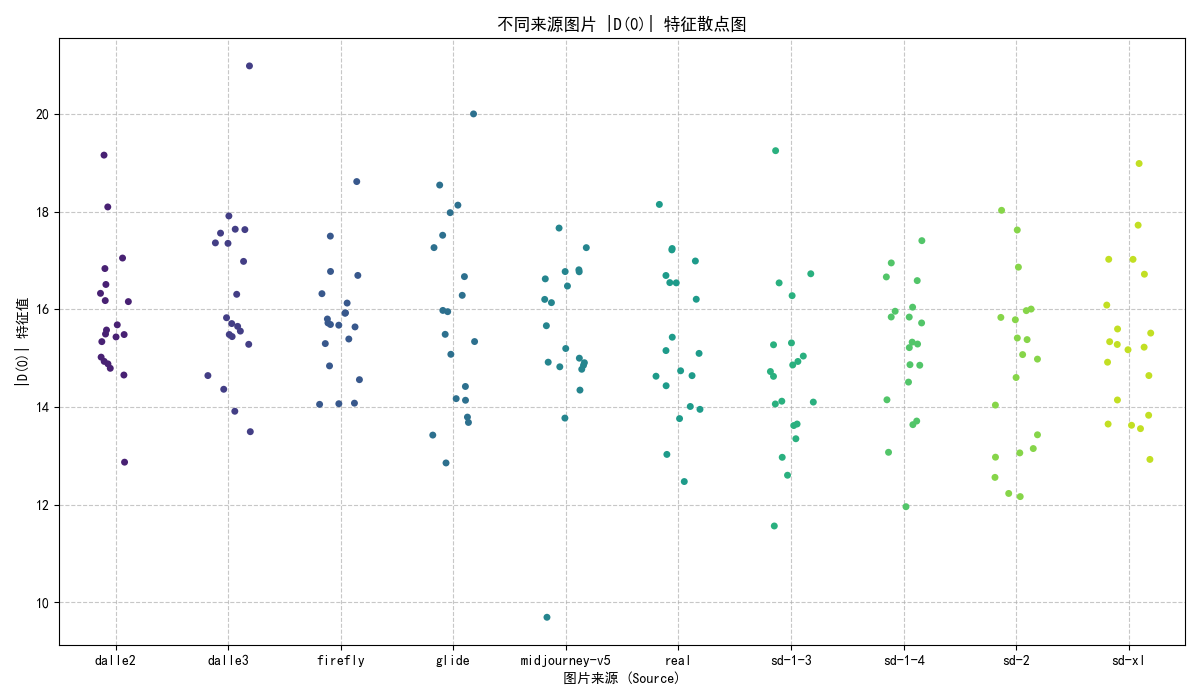 不同来源图片 |D(0)| 特征散点图
|D(0)| 特征值
20
18
16
14
12
10
dalle2 dalle3 firefly glide midjourney-v5 real sd-1-3 sd-1-4 sd-2 sd-xl
图片来源 (Source)